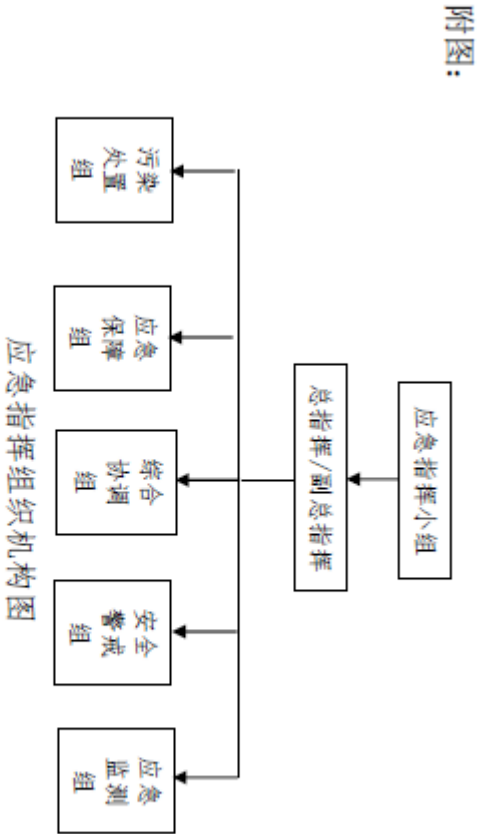 附图：
应急指挥小组
总指挥/副总指挥
污染
处置
组
应急
保障
组
综合
协调
组
安全
警戒
组
应急
监测
组
应急指挥组织机构图